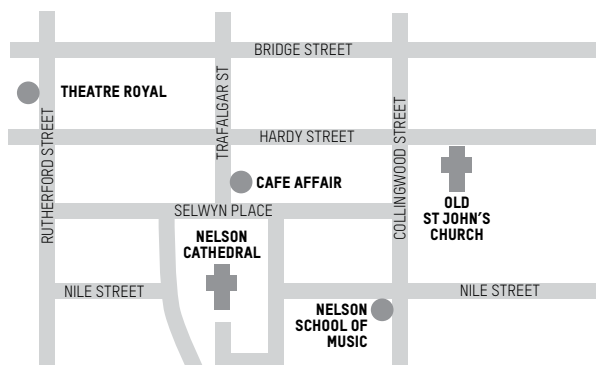 BRIDGE STREET
TRAFALGAR ST
THEATRE ROYAL
RUTHERFORD STREET
HARDY STREET
COLLINGWOOD STREET
CAFE AFFAIR
SELWYN PLACE
OLD
ST JOHN'S
CHURCH
NELSON
CATHEDRAL
NILE STREET
NILE STREET
NELSON
SCHOOL OF
MUSIC